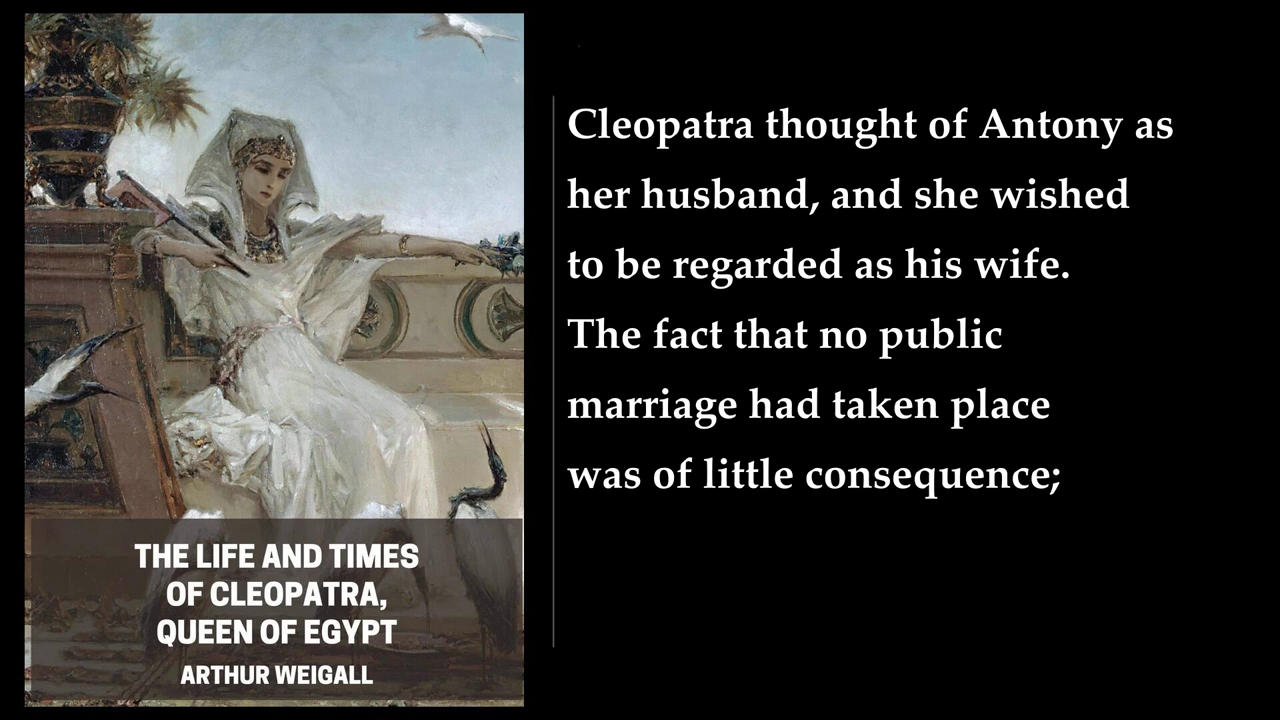 THE LIFE AND TIMES
OF CLEOPATRA,
QUEEN OF EGYPT
ARTHUR WEIGALL
Cleopatra thought of Antony as
her husband, and she wished
to be regarded as his wife.
The fact that no public
marriage had taken place
was of little consequence;